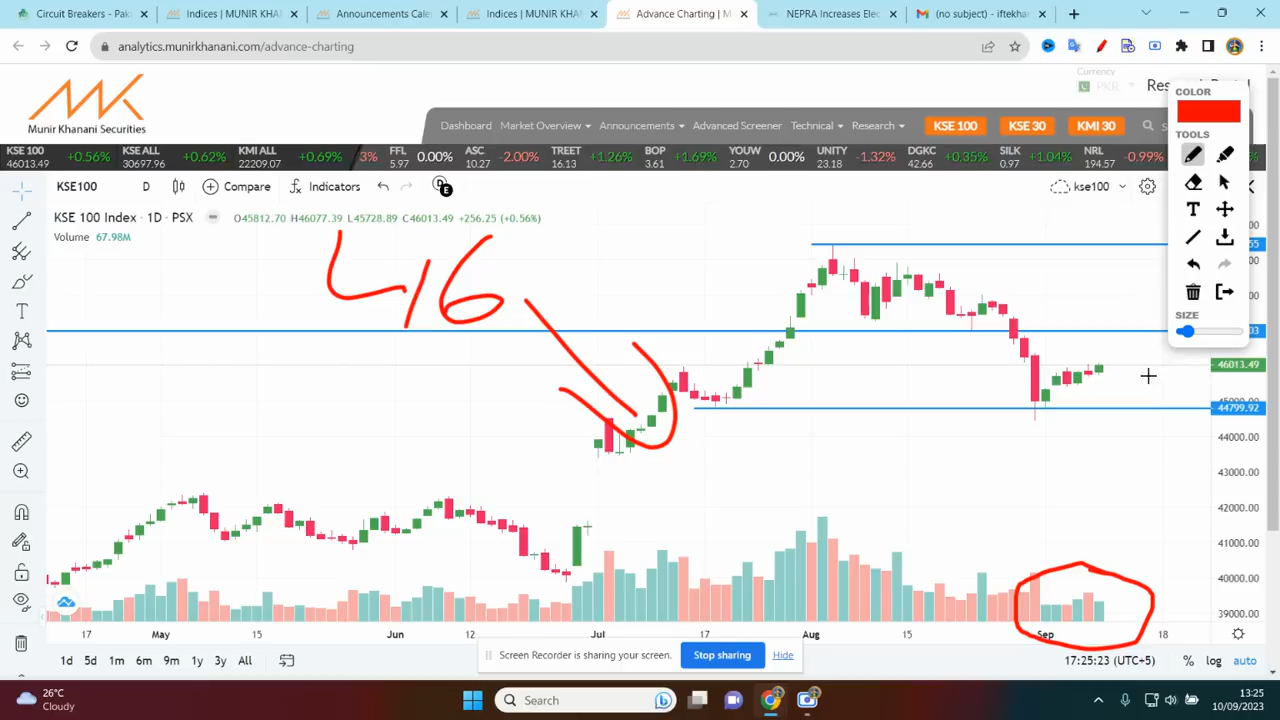 Circuit Breakers - Pak
Indices | MUNIR KHAN
Announcements Cale
Indices | MUNIR KHAN
Advance Charting | M
NEPRA Increases Elec
(no subject) - iftekhar
analytics.munirkhanani.com/advance-charting
Currency
PKR
Munir Khanani Securities
Dashboard Market Overview Announcements Advanced Screener Technical Research KSE 100 KSE 30 KMI 30
KSE 100 46013.49 +0.56% KSE ALL 30697.96 +0.62% KMI ALL 22209.07 +0.69% 3% FFL 5.97 0.00% ASC 10.27 -2.00% TREET 16.13 +1.26% BOP 3.61 +1.69% YOUW 2.70 0.00% UNITY 23.18 -1.32% DGKC 42.66 +0.35% SILK 0.97 +1.04% NRL 194.57 -0.99%
KSE100 D Compare Indicators D E kse100
KSE 100 Index · 1D · PSX O45812.70 H46077.39 L45728.89 C46013.49 +256.25 (+0.56%)
Volume 67.98M
46
COLOR
TOOLS
T
SIZE
46013.49
45000.00
44799.92
44000.00
43000.00
42000.00
41000.00
40000.00
39000.00
17 May 15 Jun 12 Jul 17 Aug 15 Sep 18
1d 5d 1m 6m 9m 1y 3y All
Screen Recorder is sharing your screen. Stop sharing Hide
17:25:23 (UTC+5) % log auto
26°C
Cloudy
Search
13:25
10/09/2023